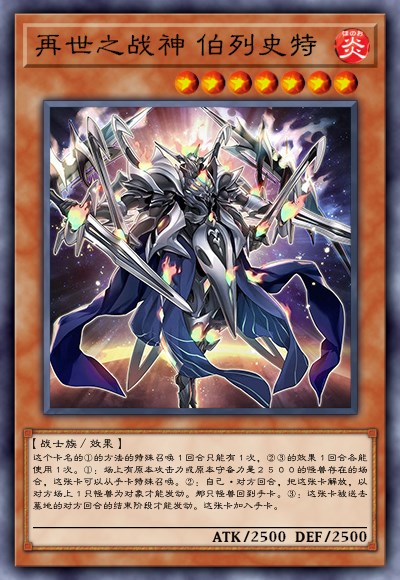 再世之战神 伯列史特
炎
ほのお
【战士族／效果】
这个卡名的①的方法的特殊召唤1回合只能有1次，②③的效果1回合各能
使用1次。①：场上有原本攻击力或原本守备力是2500的怪兽存在的场
合，这张卡可以从手卡特殊召唤。②：自己·对方回合，把这张卡解放，以
对方场上1只怪兽为对象才能发动。那只怪兽回到手卡。③：这张卡被送去
墓地的对方回合的结束阶段才能发动。这张卡加入手卡。
ATK/2500 DEF/2500